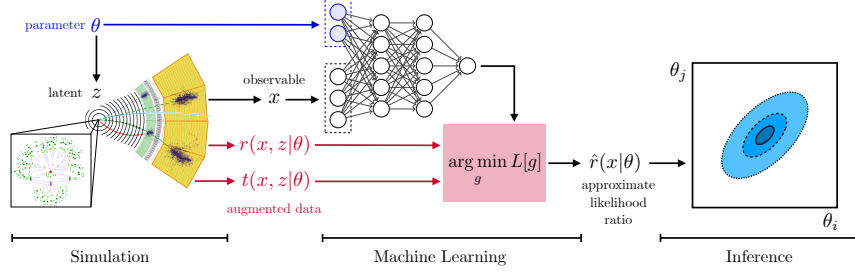 parameter θ
latent z
observable
x
r(x, z|θ)
t(x, z|θ)
augmented data
arg min L[g]
g
r̂(x|θ)
approximate
likelihood
ratio
θj
θi
Simulation
Machine Learning
Inference